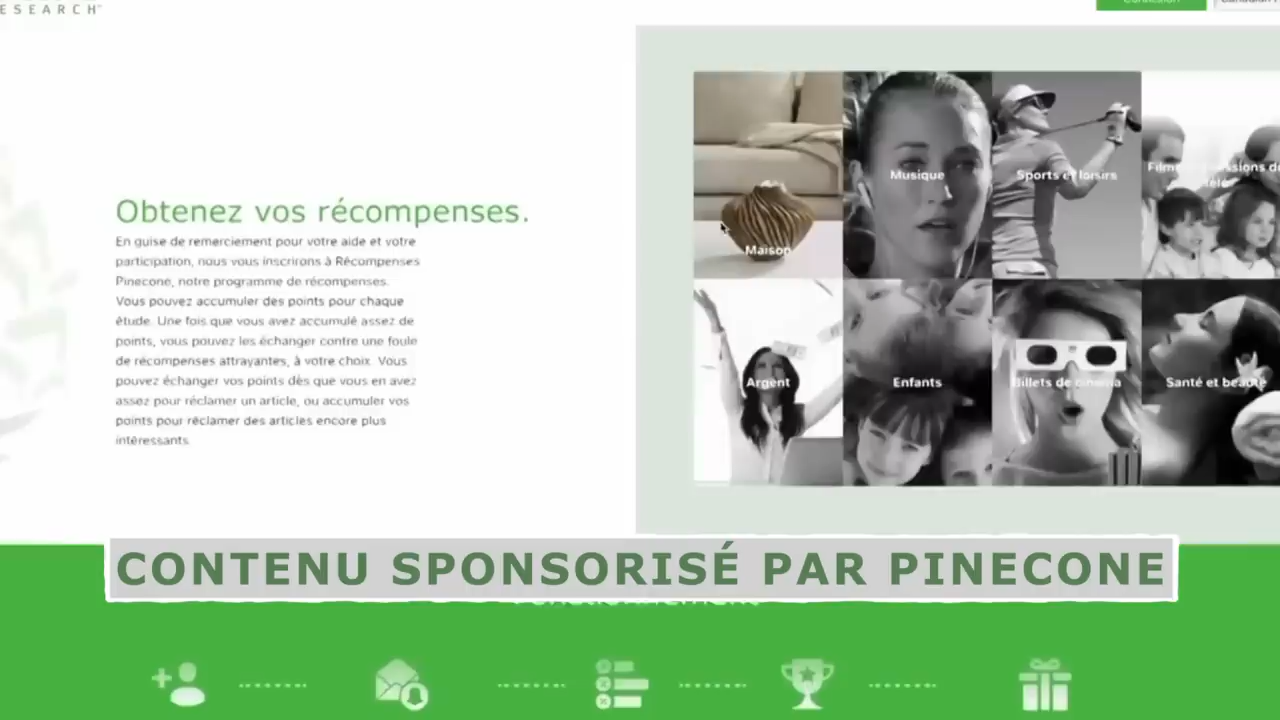 ESEARCH
Connexion
Obtenez vos récompenses.
En guise de remerciement pour votre aide et votre
participation, nous vous inscrirons à Récompenses
Pinecone, notre programme de récompenses.
Vous pouvez accumuler des points pour chaque
étude. Une fois que vous avez accumulé assez de
points, vous pouvez les échanger contre une foule
de récompenses attrayantes, à votre choix. Vous
pouvez échanger vos points dès que vous en avez
assez pour réclamer un article, ou accumuler vos
points pour réclamer des articles encore plus
intéressants.
Maison
Musique
Sports et loisirs
Argent
Enfants
Billets de cinéma
Santé et beauté
CONTENU SPONSORISÉ PAR PINECONE